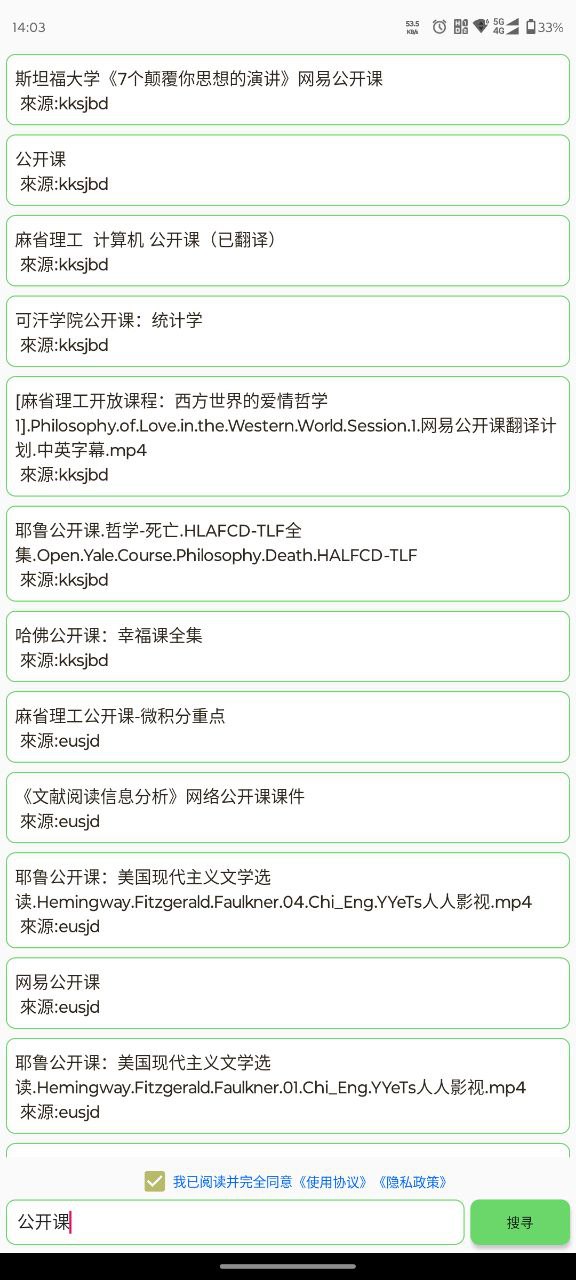 14:03
53.5
KB/s
5G
4G
33%
斯坦福大学《7个颠覆你思想的演讲》网易公开课
來源:kksjbd
公开课
來源:kksjbd
麻省理工 计算机 公开课（已翻译）
來源:kksjbd
可汗学院公开课：统计学
來源:kksjbd
[麻省理工开放课程：西方世界的爱情哲学
1].Philosophy.of.Love.in.the.Western.World.Session.1.网易公开课翻译计
划.中英字幕.mp4
來源:kksjbd
耶鲁公开课.哲学-死亡.HLAFCD-TLF全
集.Open.Yale.Course.Philosophy.Death.HALFCD-TLF
來源:kksjbd
哈佛公开课：幸福课全集
來源:kksjbd
麻省理工公开课-微积分重点
來源:eusjd
《文献阅读信息分析》网络公开课课件
來源:eusjd
耶鲁公开课：美国现代主义文学选
读.Hemingway.Fitzgerald.Faulkner.04.Chi_Eng.YYeTs人人影视.mp4
來源:eusjd
网易公开课
來源:eusjd
耶鲁公开课：美国现代主义文学选
读.Hemingway.Fitzgerald.Faulkner.01.Chi_Eng.YYeTs人人影视.mp4
來源:eusjd
我已阅读并完全同意《使用协议》《隐私政策》
公开课
搜寻